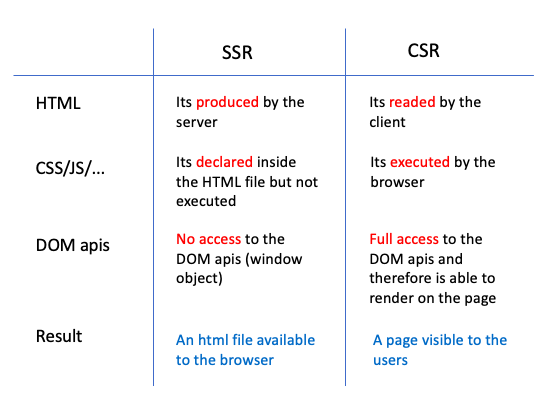 SSR
CSR
HTML
Its produced by the
server
Its readed by the
client
CSS/JS/...
Its declared inside
the HTML file but not
executed
Its executed by the
browser
DOM apis
No access to the
DOM apis (window
object)
Full access to the
DOM apis and
therefore is able to
render on the page
Result
An html file available
to the browser
A page visible to the
users